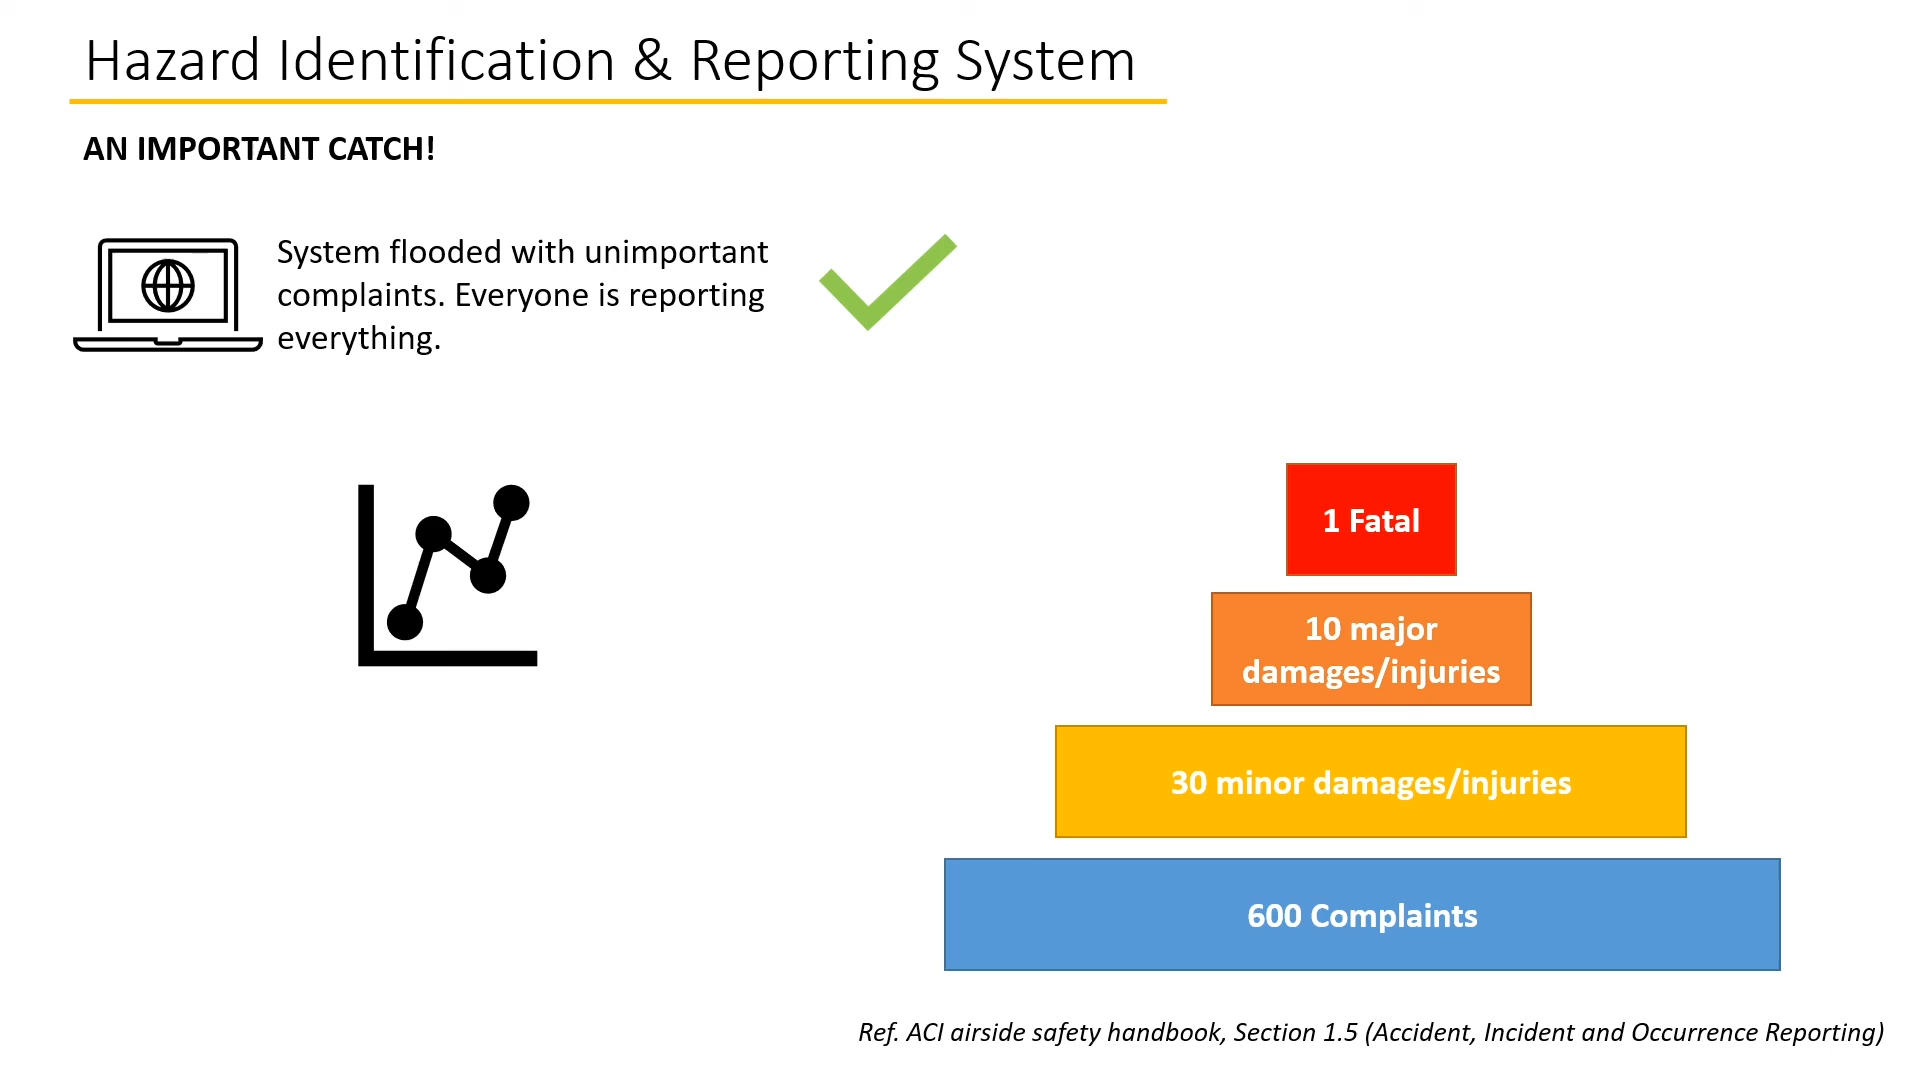 Hazard Identification & Reporting System
AN IMPORTANT CATCH!
System flooded with unimportant
complaints. Everyone is reporting
everything.
1 Fatal
10 major
damages/injuries
30 minor damages/injuries
600 Complaints
Ref. ACI airside safety handbook, Section 1.5 (Accident, Incident and Occurrence Reporting)